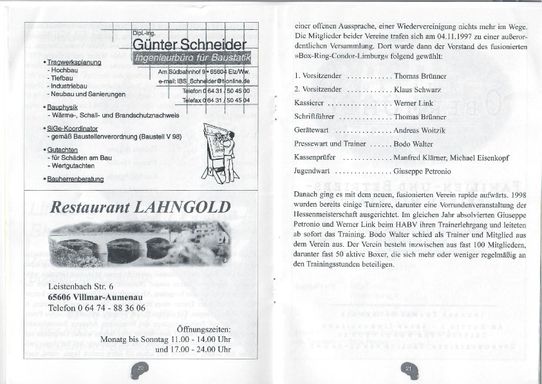 Dipl.-Ing.
Günter Schneider
Ingenieurbüro für Baustatik
Am Südbahnhof 9 • 65604 Elz/Ww.
e-mail: IBS_Schneider@tionline.de
Telefon 0 64 31 / 50 45 00
Telefax 0 64 31 / 50 45 04
• Tragwerksplanung
- Hochbau
- Tiefbau
- Industriebau
- Neubau und Sanierungen
• Bauphysik
- Wärme-, Schall- und Brandschutznachweis
• SiGe-Koordinator
- gemäß Baustellenverordnung (Baustell V 98)
• Gutachten
- für Schäden am Bau
- Wertgutachten
• Bauherrenberatung
Restaurant LAHNGOLD
Leistenbach Str. 6
65606 Villmar-Aumenau
Telefon 0 64 74 - 88 36 06
Öffnungszeiten:
Monatg bis Sonntag 11.00 - 14.00 Uhr
und 17.00 - 24.00 Uhr
20
einer offenen Aussprache, einer Wiedervereinigung nichts mehr im Wege.
Die Mitglieder beider Vereine trafen sich am 04.11.1997 zu einer außeror-
dentlichen Versammlung. Dort wurde dann der Vorstand des fusionierten
»Box-Ring-Condor-Limburg« folgend gewählt:
1. Vorsitzender . . . . . . . . . . . . Thomas Brünner
2. Vorsitzender . . . . . . . . . . . . Klaus Schwarz
Kassierer . . . . . . . . . . . . . . . . Werner Link
Schriftführer . . . . . . . . . . . . . Thomas Brünner
Gerätewart . . . . . . . . . . . . . . Andreas Woitzik
Pressewart und Trainer . . . . . . Bodo Walter
Kassenprüfer . . . . . . . . . . . . . Manfred Klärner, Michael Eisenkopf
Jugendwart . . . . . . . . . . . . . . Giuseppe Petronio
Danach ging es mit dem neuen, fusionierten Verein rapide aufwärts. 1998
wurden bereits einige Turniere, darunter eine Vorrundenveranstaltung der
Hessenmeisterschaft ausgerichtet. Im gleichen Jahr absolvierten Giuseppe
Petronio und Werner Link beim HABV ihren Trainerlehrgang und leiteten
ab sofort das Training. Bodo Walter schied als Trainer und Mitglied aus
dem Verein aus. Der Verein besteht inzwischen aus fast 100 Mitgliedern,
darunter fast 50 aktive Boxer, die sich mehr oder weniger regelmäßig an
den Trainingsstunden beteiligen.
21